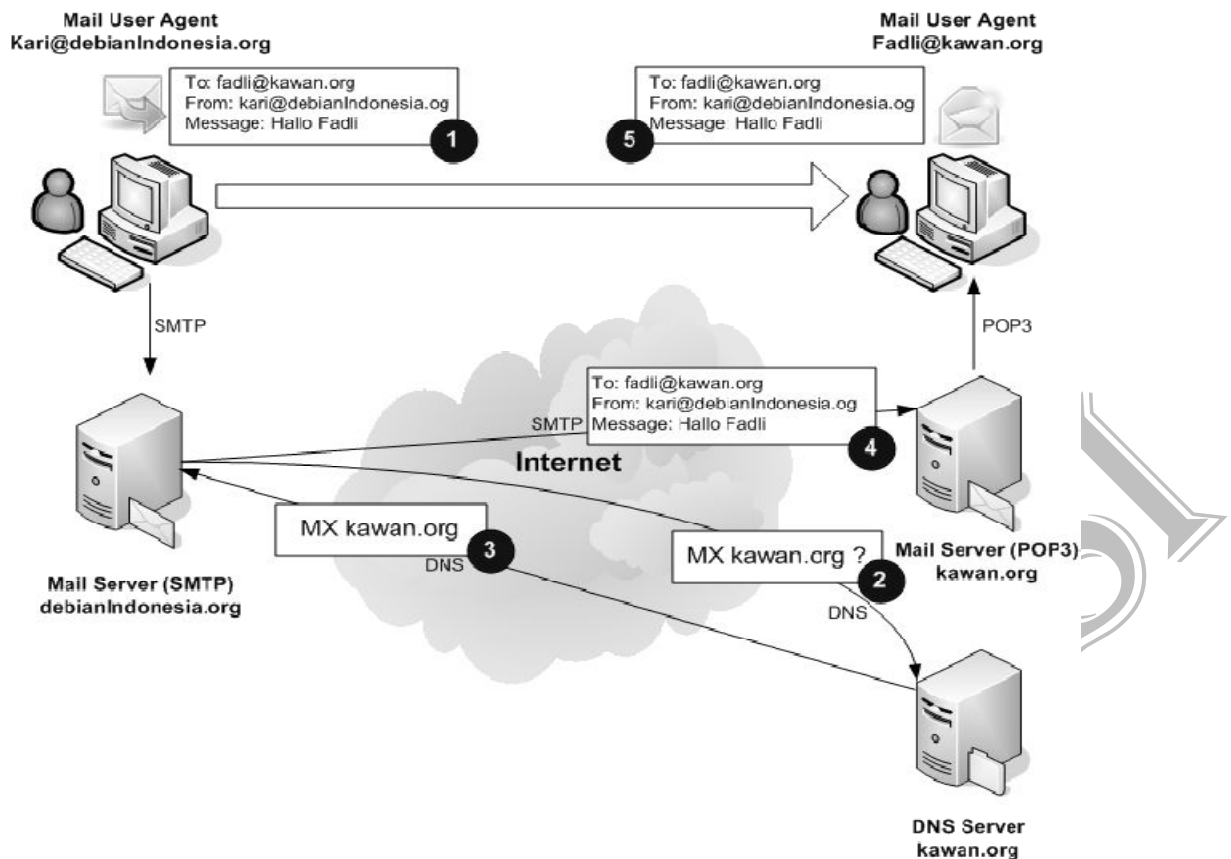 Mail User Agent
Kari@debianIndonesia.org
Mail User Agent
Fadli@kawan.org
To: fadli@kawan.org
From: kari@debianIndonesia.og
Message: Hallo Fadli
1
To: fadli@kawan.org
From: kari@debianIndonesia.og
Message: Hallo Fadli
5
SMTP
POP3
To: fadli@kawan.org
From: kari@debianIndonesia.og
Message: Hallo Fadli
4
SMTP
Internet
MX kawan.org
3
DNS
MX kawan.org ?
2
DNS
Mail Server (SMTP)
debianIndonesia.org
Mail Server (POP3)
kawan.org
DNS Server
kawan.org